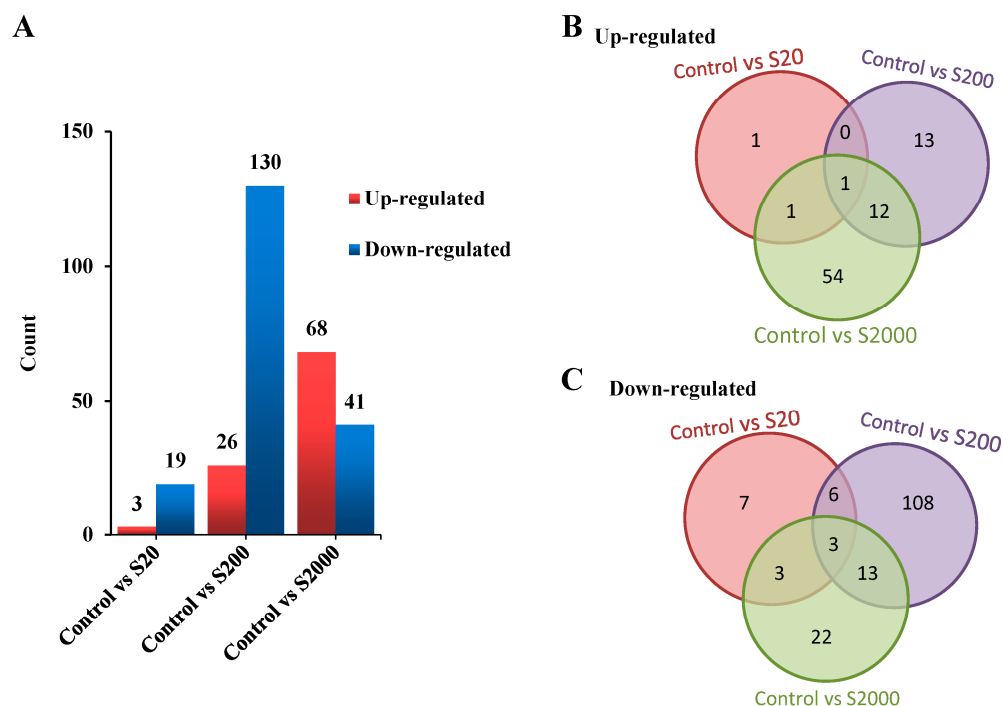 A
150
100
50
0
Count
3
19
26
130
68
41
Up-regulated
Down-regulated
Control vs S20
Control vs S200
Control vs S2000
B Up-regulated
Control vs S20
Control vs S200
1
0
13
1
1
12
54
Control vs S2000
C Down-regulated
Control vs S20
Control vs S200
7
6
108
3
3
13
22
Control vs S2000